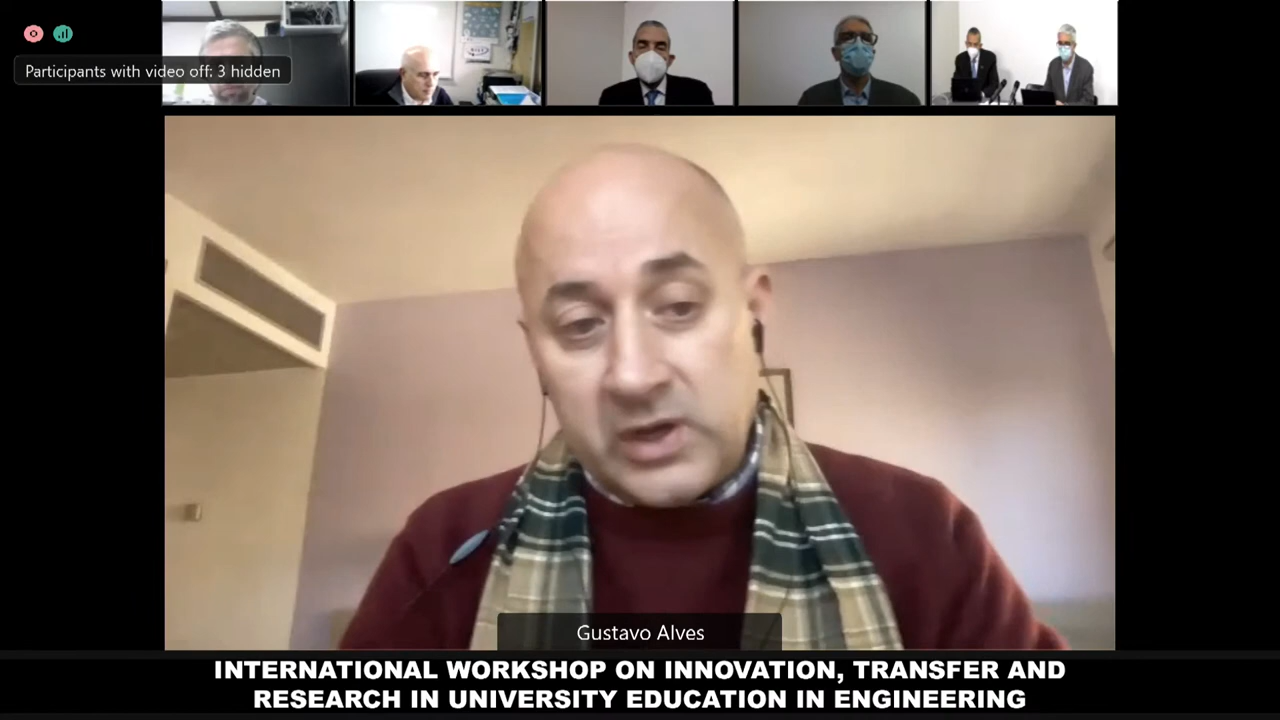 Participants with video off: 3 hidden
Gustavo Alves
INTERNATIONAL WORKSHOP ON INNOVATION, TRANSFER AND
RESEARCH IN UNIVERSITY EDUCATION IN ENGINEERING